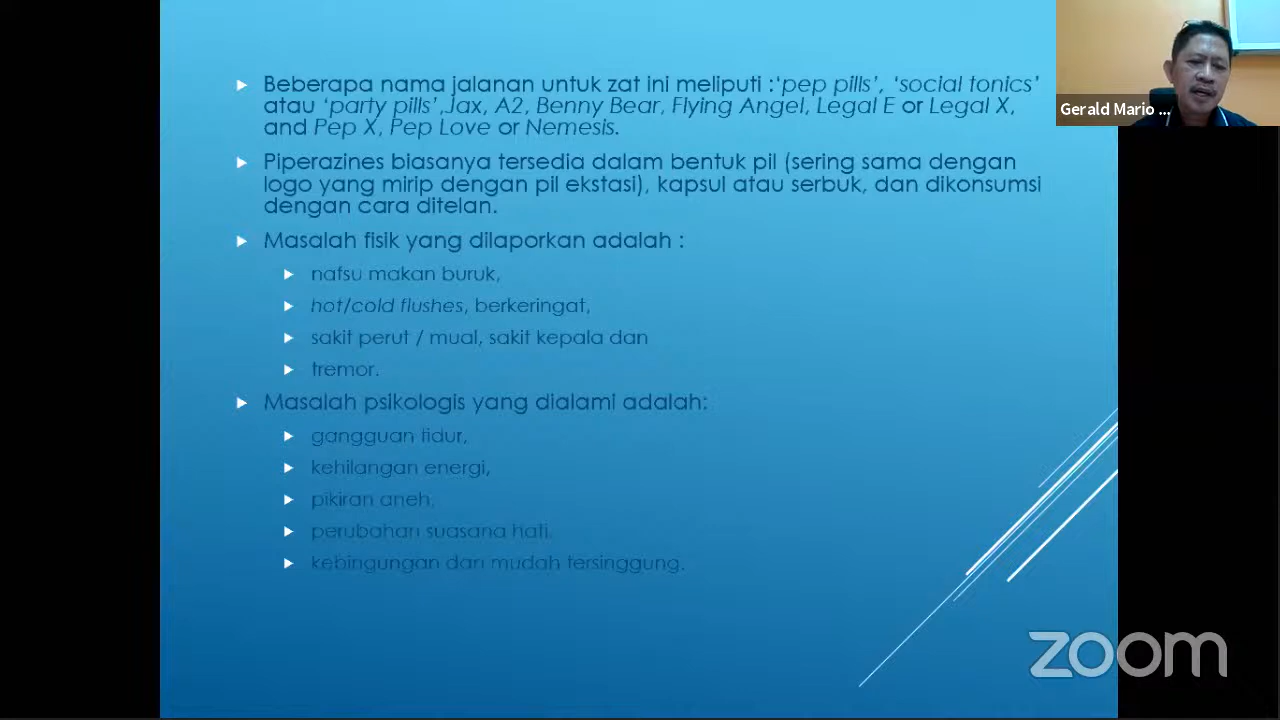 Beberapa nama jalanan untuk zat ini meliputi :'pep pills', 'social tonics'
atau 'party pills',Jax, A2, Benny Bear, Flying Angel, Legal E or Legal X,
and Pep X, Pep Love or Nemesis.
Piperazines biasanya tersedia dalam bentuk pil (sering sama dengan
logo yang mirip dengan pil ekstasi), kapsul atau serbuk, dan dikonsumsi
dengan cara ditelan.
Masalah fisik yang dilaporkan adalah :
nafsu makan buruk,
hot/cold flushes, berkeringat,
sakit perut / mual, sakit kepala dan
tremor.
Masalah psikologis yang dialami adalah:
gangguan tidur,
kehilangan energi,
pikiran aneh,
perubahan suasana hati,
kebingungan dan mudah tersinggung.
Gerald Mario ...
zoom